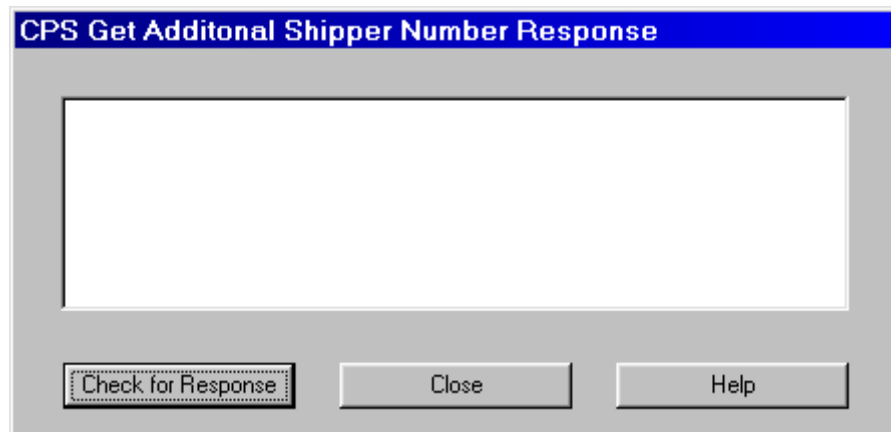 CPS Get Additonal Shipper Number Response
Check for Response
Close
Help